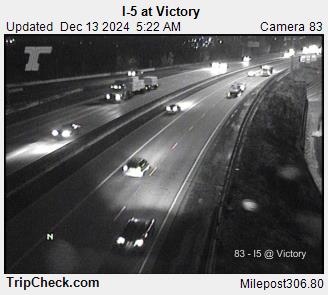 I-5 at Victory
Updated Dec 13 2024 5:22 AM Camera 83
T
N
83 - I5 @ Victory
TripCheck.com Milepost306.80